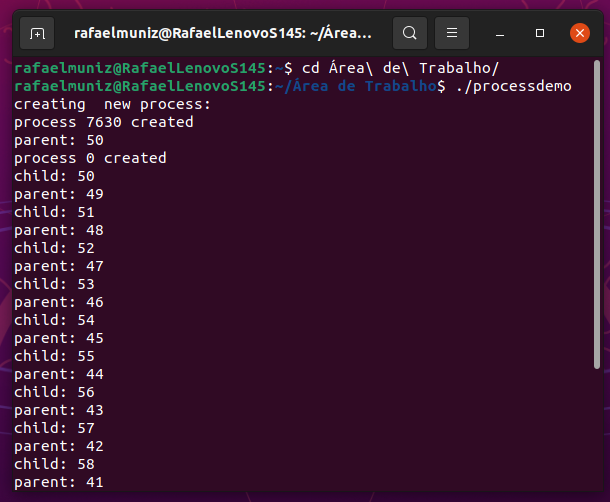 rafaelmuniz@RafaelLenovoS145: ~/Área...
rafaelmuniz@RafaelLenovoS145:~$ cd Área\ de\ Trabalho/
rafaelmuniz@RafaelLenovoS145:~/Área de Trabalho$ ./processdemo
creating  new process:
process 7630 created
parent: 50
process 0 created
child: 50
parent: 49
child: 51
parent: 48
child: 52
parent: 47
child: 53
parent: 46
child: 54
parent: 45
child: 55
parent: 44
child: 56
parent: 43
child: 57
parent: 42
child: 58
parent: 41